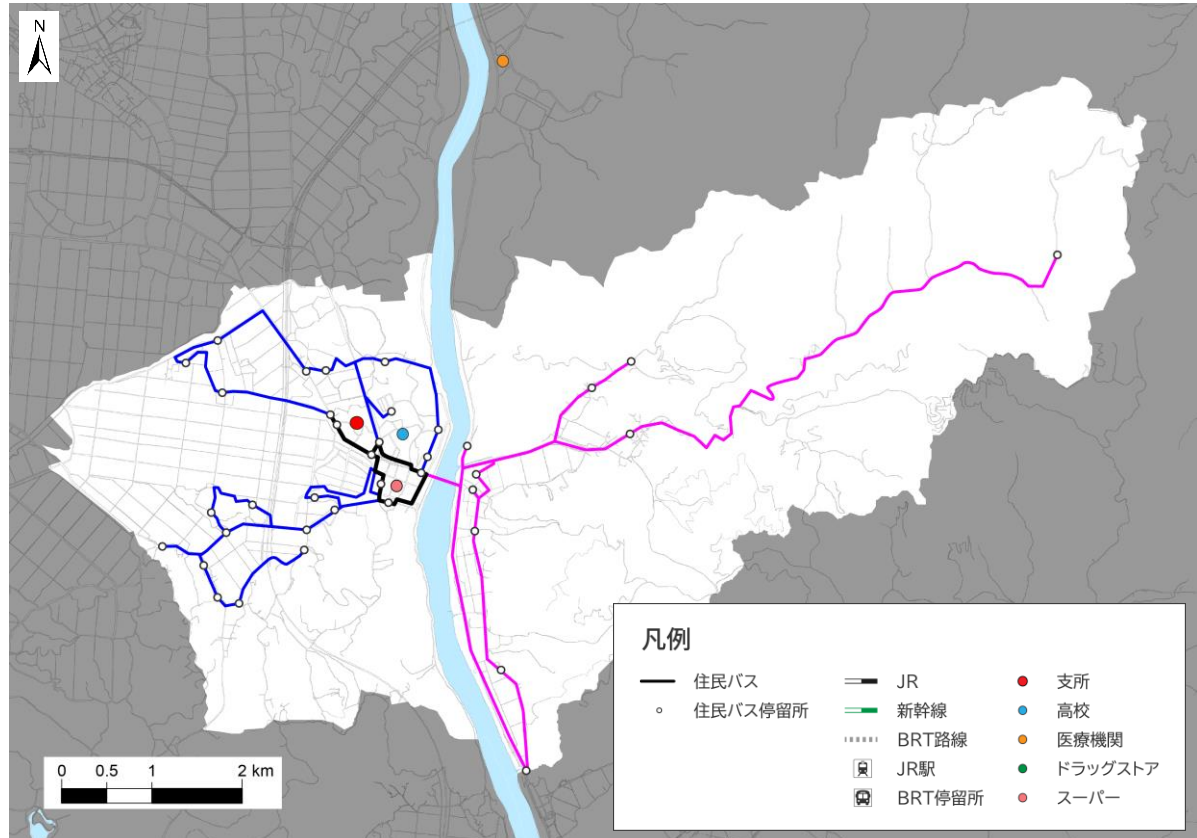 N
凡例
住民バス
住民バス停留所
JR
新幹線
BRT路線
JR駅
BRT停留所
支所
高校
医療機関
ドラッグストア
スーパー
0 0.5 1 2 km